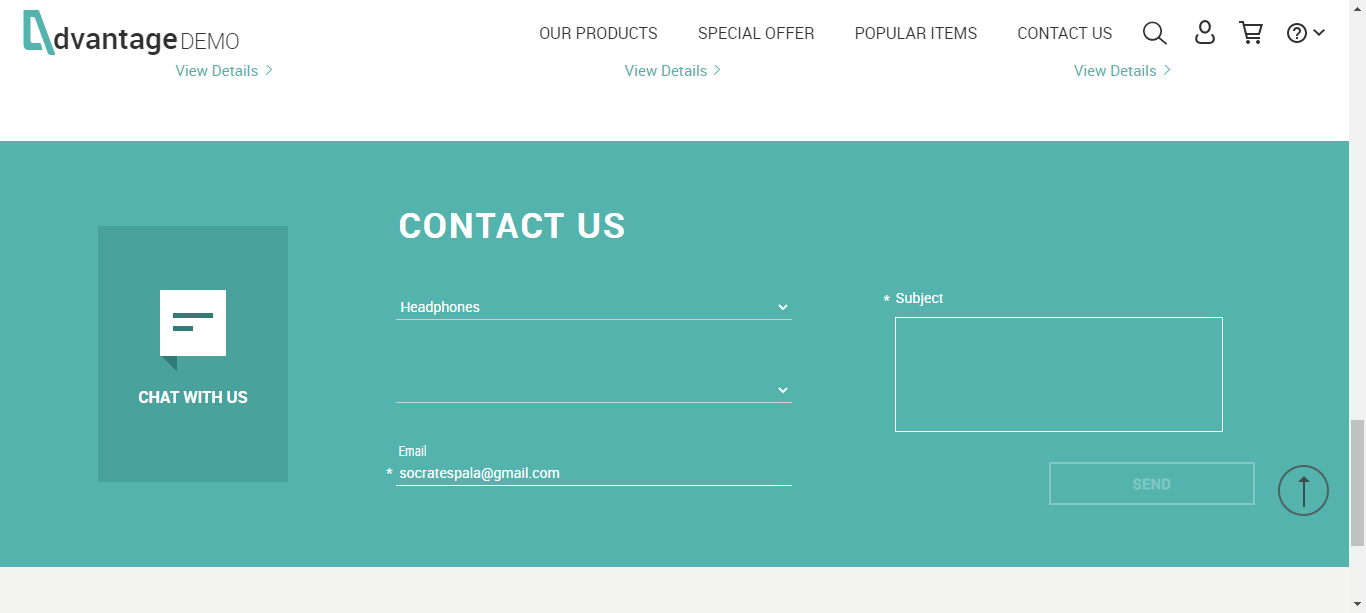 dvantage DEMO
OUR PRODUCTS SPECIAL OFFER POPULAR ITEMS CONTACT US
View Details View Details View Details
CONTACT US
CHAT WITH US
Headphones
Email
* socratespala@gmail.com
* Subject
SEND